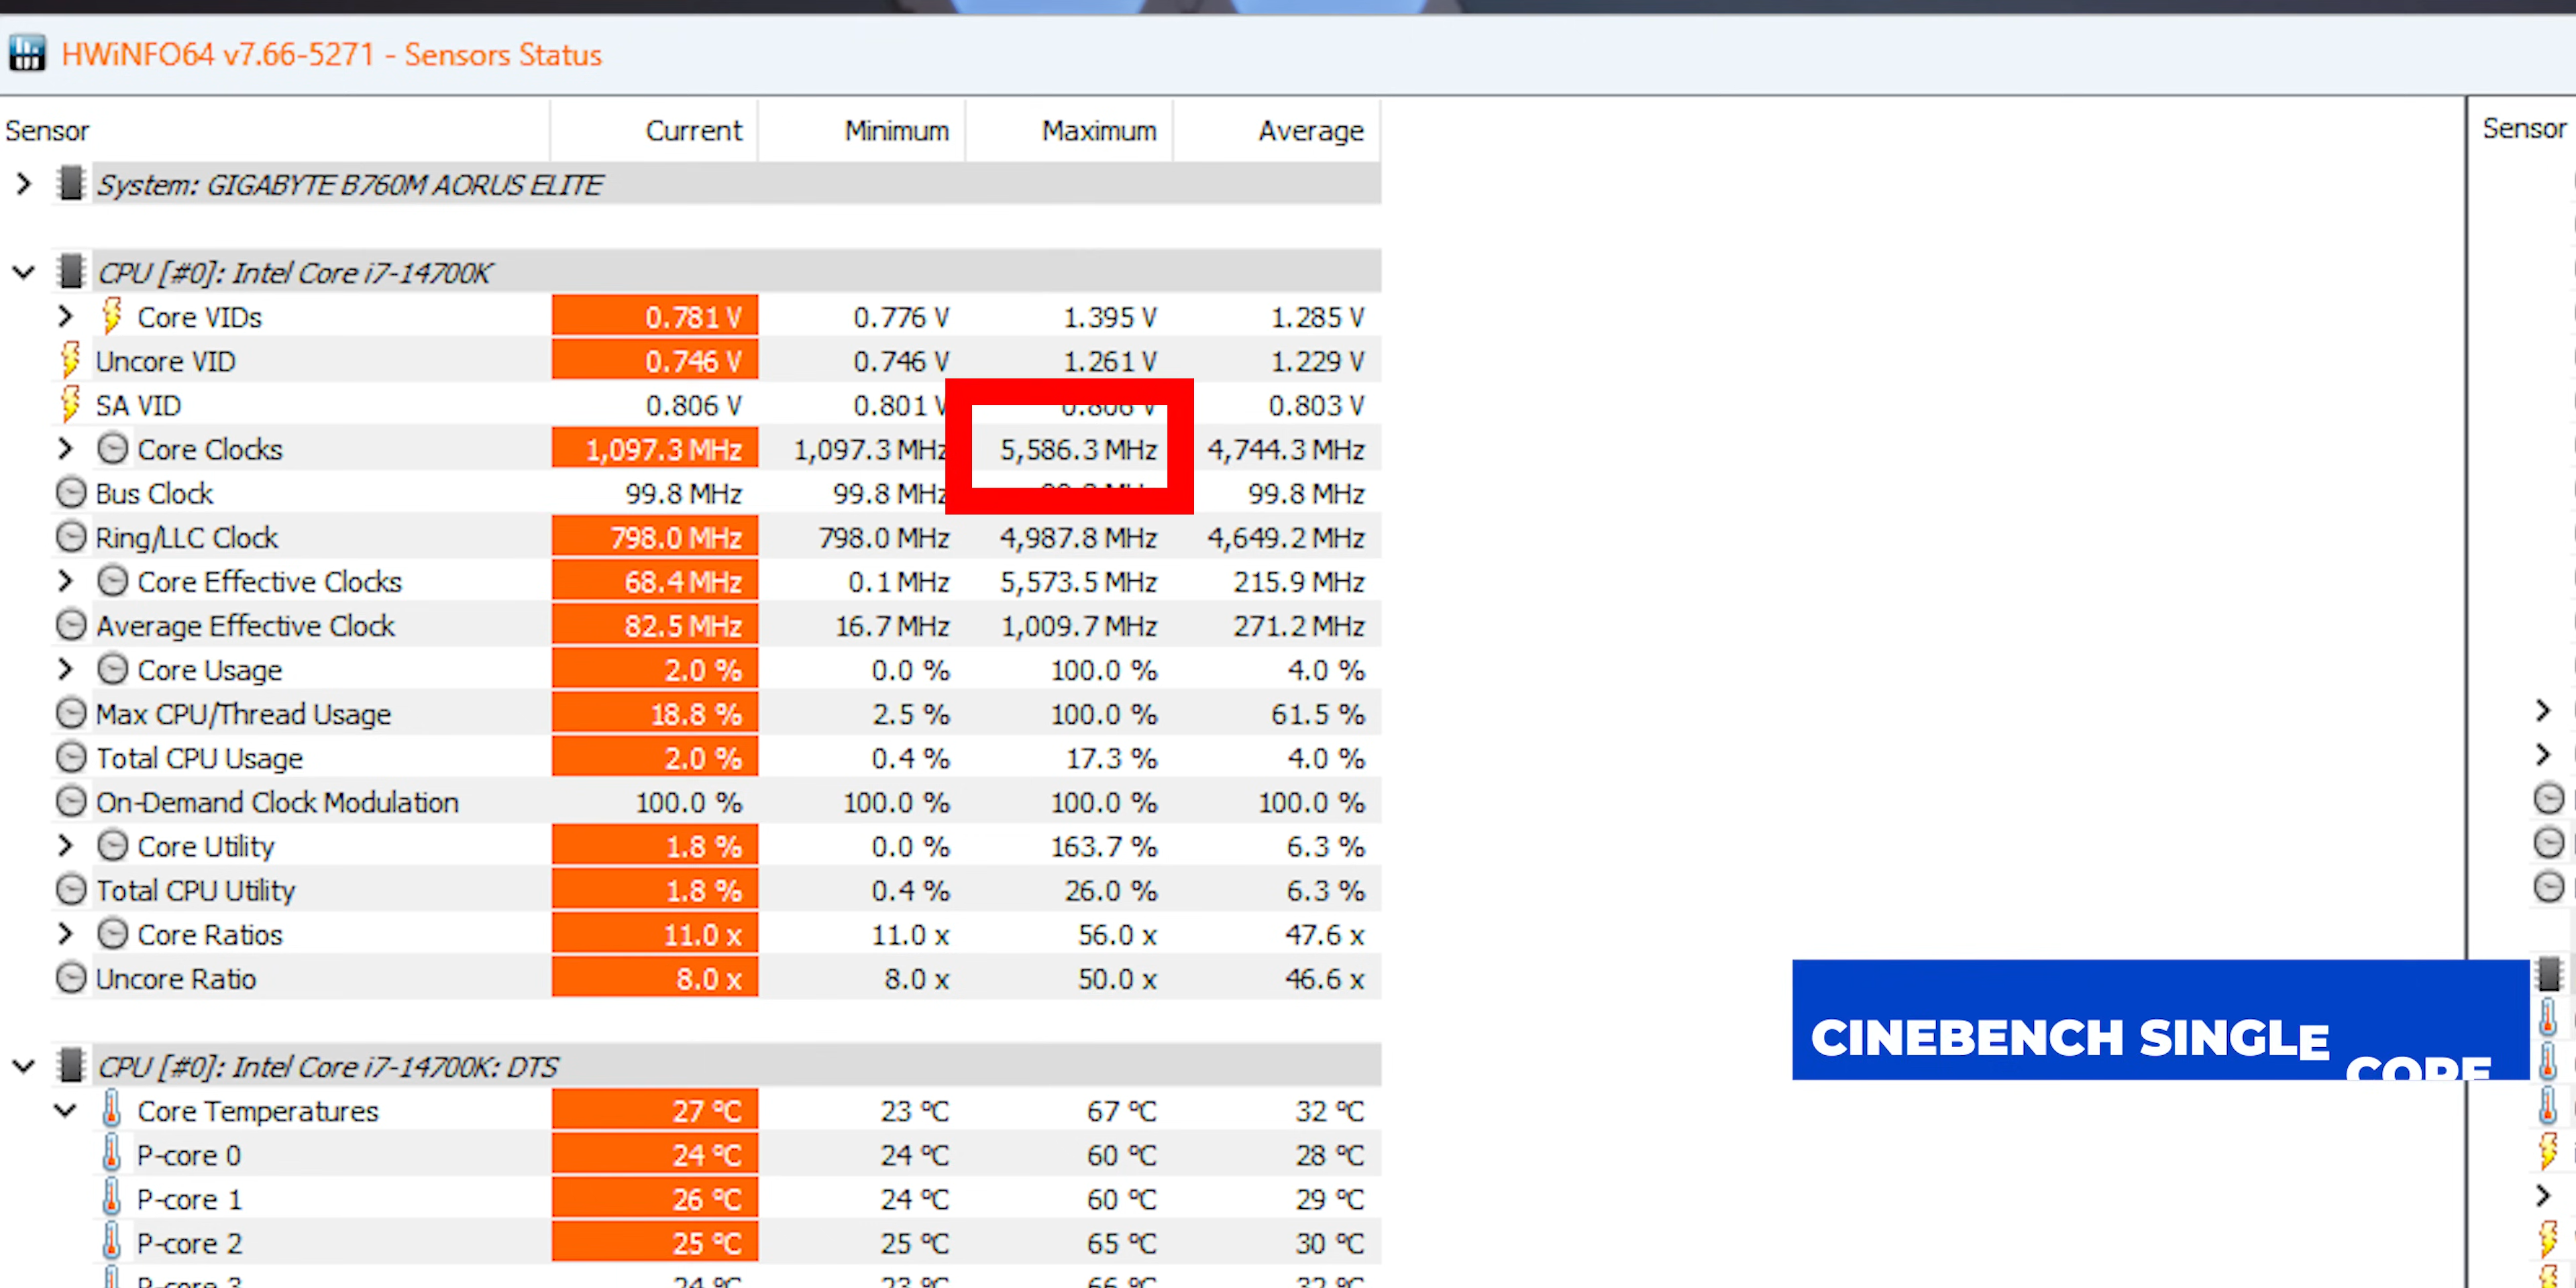 HWiNFO64 v7.66-5271 - Sensors Status
Sensor Current Minimum Maximum Average Sensor
System: GIGABYTE B760M AORUS ELITE
CPU [#0]: Intel Core i7-14700K
Core VIDs 0.781 V 0.776 V 1.395 V 1.285 V
Uncore VID 0.746 V 0.746 V 1.261 V 1.229 V
SA VID 0.806 V 0.801 V 0.806 V 0.803 V
Core Clocks 1,097.3 MHz 1,097.3 MHz 5,586.3 MHz 4,744.3 MHz
Bus Clock 99.8 MHz 99.8 MHz 99.8 MHz
Ring/LLC Clock 798.0 MHz 798.0 MHz 4,987.8 MHz 4,649.2 MHz
Core Effective Clocks 68.4 MHz 0.1 MHz 5,573.5 MHz 215.9 MHz
Average Effective Clock 82.5 MHz 16.7 MHz 1,009.7 MHz 271.2 MHz
Core Usage 2.0 % 0.0 % 100.0 % 4.0 %
Max CPU/Thread Usage 18.8 % 2.5 % 100.0 % 61.5 %
Total CPU Usage 2.0 % 0.4 % 17.3 % 4.0 %
On-Demand Clock Modulation 100.0 % 100.0 % 100.0 % 100.0 %
Core Utility 1.8 % 0.0 % 163.7 % 6.3 %
Total CPU Utility 1.8 % 0.4 % 26.0 % 6.3 %
Core Ratios 11.0 x 11.0 x 56.0 x 47.6 x
Uncore Ratio 8.0 x 8.0 x 50.0 x 46.6 x
CINEBENCH SINGLE CORE
CPU [#0]: Intel Core i7-14700K: DTS
Core Temperatures 27 °C 23 °C 67 °C 32 °C
P-core 0 24 °C 24 °C 60 °C 28 °C
P-core 1 26 °C 24 °C 60 °C 29 °C
P-core 2 25 °C 25 °C 65 °C 30 °C
P-core 3 24 °C 23 °C 66 °C 32 °C